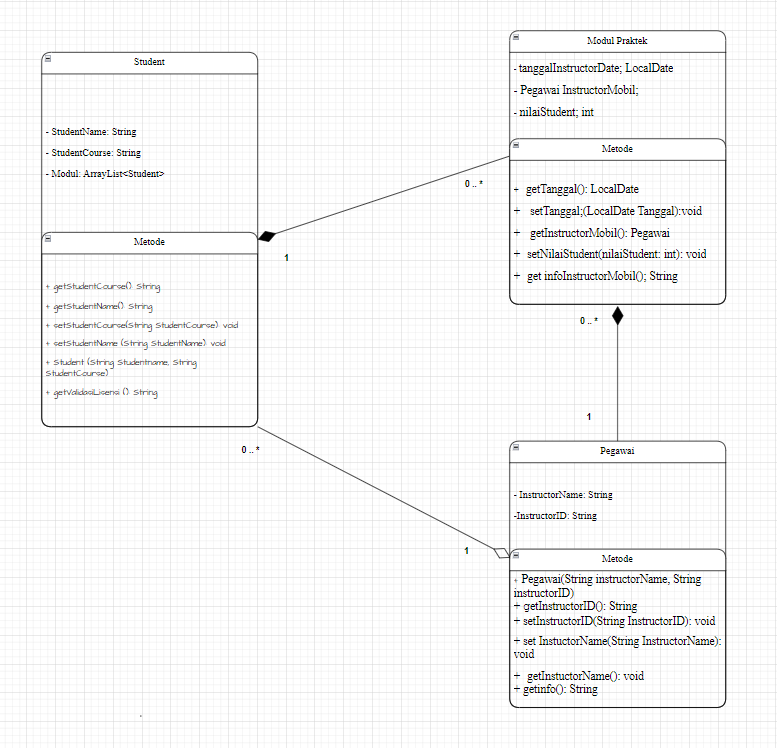 Student
- StudentName: String
- StudentCourse: String
- Modul: ArrayList<Student>
Metode
+ getStudentCourse() String
+ getStudentName() String
+ setStudentCourse(String StudentCourse) void
+ setStudentName (String StudentName) void
+ Student (String Studentname, String
StudentCourse)
+ getValidasiLisensi () String
Modul Praktek
- tanggalInstructorDate; LocalDate
- Pegawai InstructorMobil;
- nilaiStudent; int
Metode
+ getTanggal(): LocalDate
+ setTanggal;(LocalDate Tanggal):void
+ getInstructorMobil(): Pegawai
+ setNilaiStudent(nilaiStudent: int): void
+ get infoInstructorMobil(); String
0 .. *
1
0 .. *
1
0 .. *
1
Pegawai
- InstructorName: String
-InstructorID: String
Metode
+ Pegawai(String instructorName, String
instructorID)
+ getInstructorID(): String
+ setInstructorID(String InstructorID): void
+ set InstuctorName(String InstructorName):
void
+ getInstuctorName(): void
+ getinfo(): String